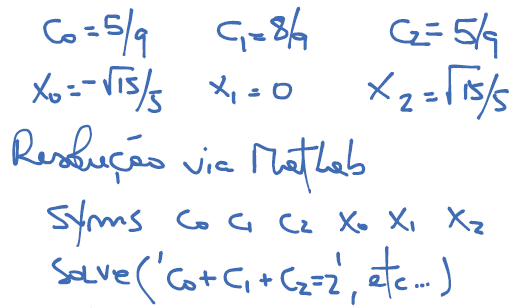 C₀=5/9 C₁=8/9 C₂=5/9
X₀=-√15/5 X₁=0 X₂=√15/5
Resolução via MatLab
syms C₀ C₁ C₂ X₀ X₁ X₂
Solve('C₀+C₁+C₂=2', etc...)